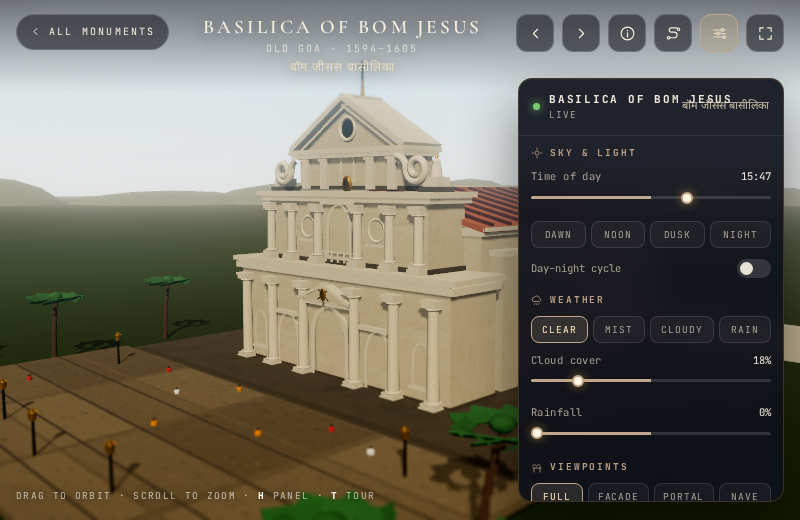 ALL MONUMENTS
BASILICA OF BOM JESUS
OLD GOA · 1594–1605
बॉम जीसस बासीलिका
BASILICA OF BOM JESUS
बॉम जीसस बासीलिका
LIVE
SKY & LIGHT
Time of day 15:47
DAWN NOON DUSK NIGHT
Day-night cycle
WEATHER
CLEAR MIST CLOUDY RAIN
Cloud cover 18%
Rainfall 0%
VIEWPOINTS
FULL FACADE PORTAL NAVE
DRAG TO ORBIT · SCROLL TO ZOOM · H PANEL · T TOUR